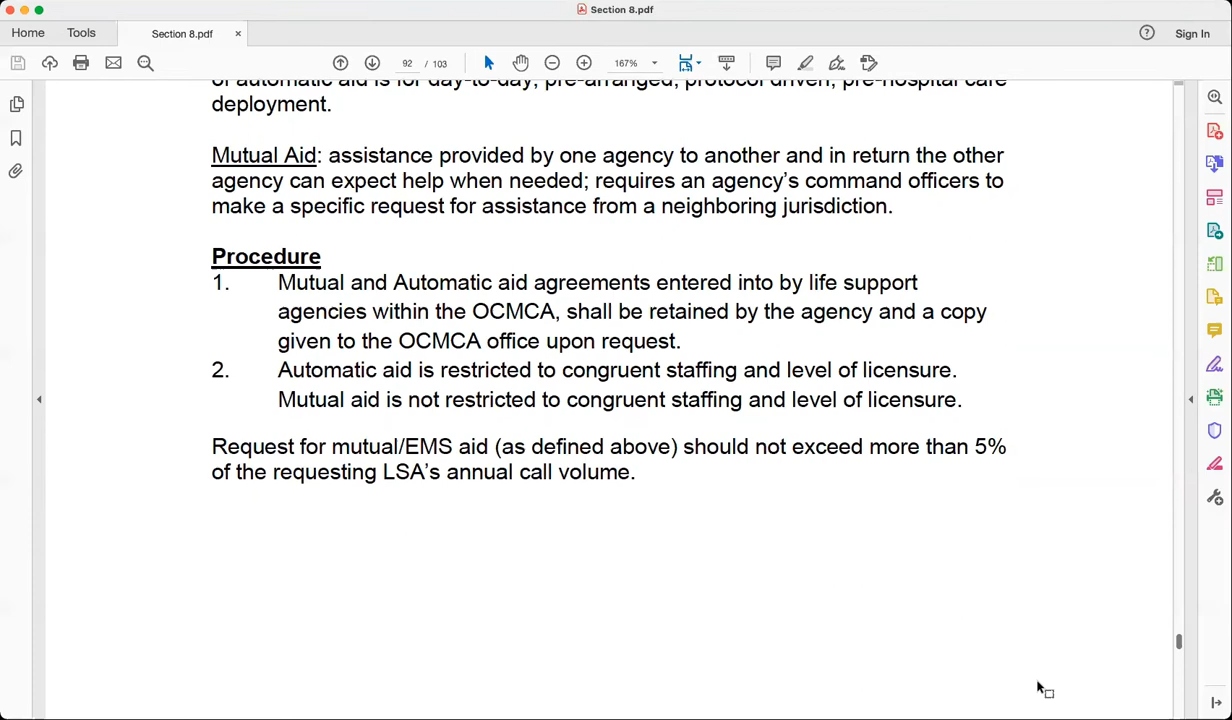 Section 8.pdf
Home Tools Section 8.pdf × Sign In
92 / 103 167%
of automatic aid is for day-to-day, pre-arranged, protocol driven, pre-hospital care
deployment.
Mutual Aid: assistance provided by one agency to another and in return the other
agency can expect help when needed; requires an agency’s command officers to
make a specific request for assistance from a neighboring jurisdiction.
Procedure
1. Mutual and Automatic aid agreements entered into by life support
agencies within the OCMCA, shall be retained by the agency and a copy
given to the OCMCA office upon request.
2. Automatic aid is restricted to congruent staffing and level of licensure.
Mutual aid is not restricted to congruent staffing and level of licensure.
Request for mutual/EMS aid (as defined above) should not exceed more than 5%
of the requesting LSA’s annual call volume.